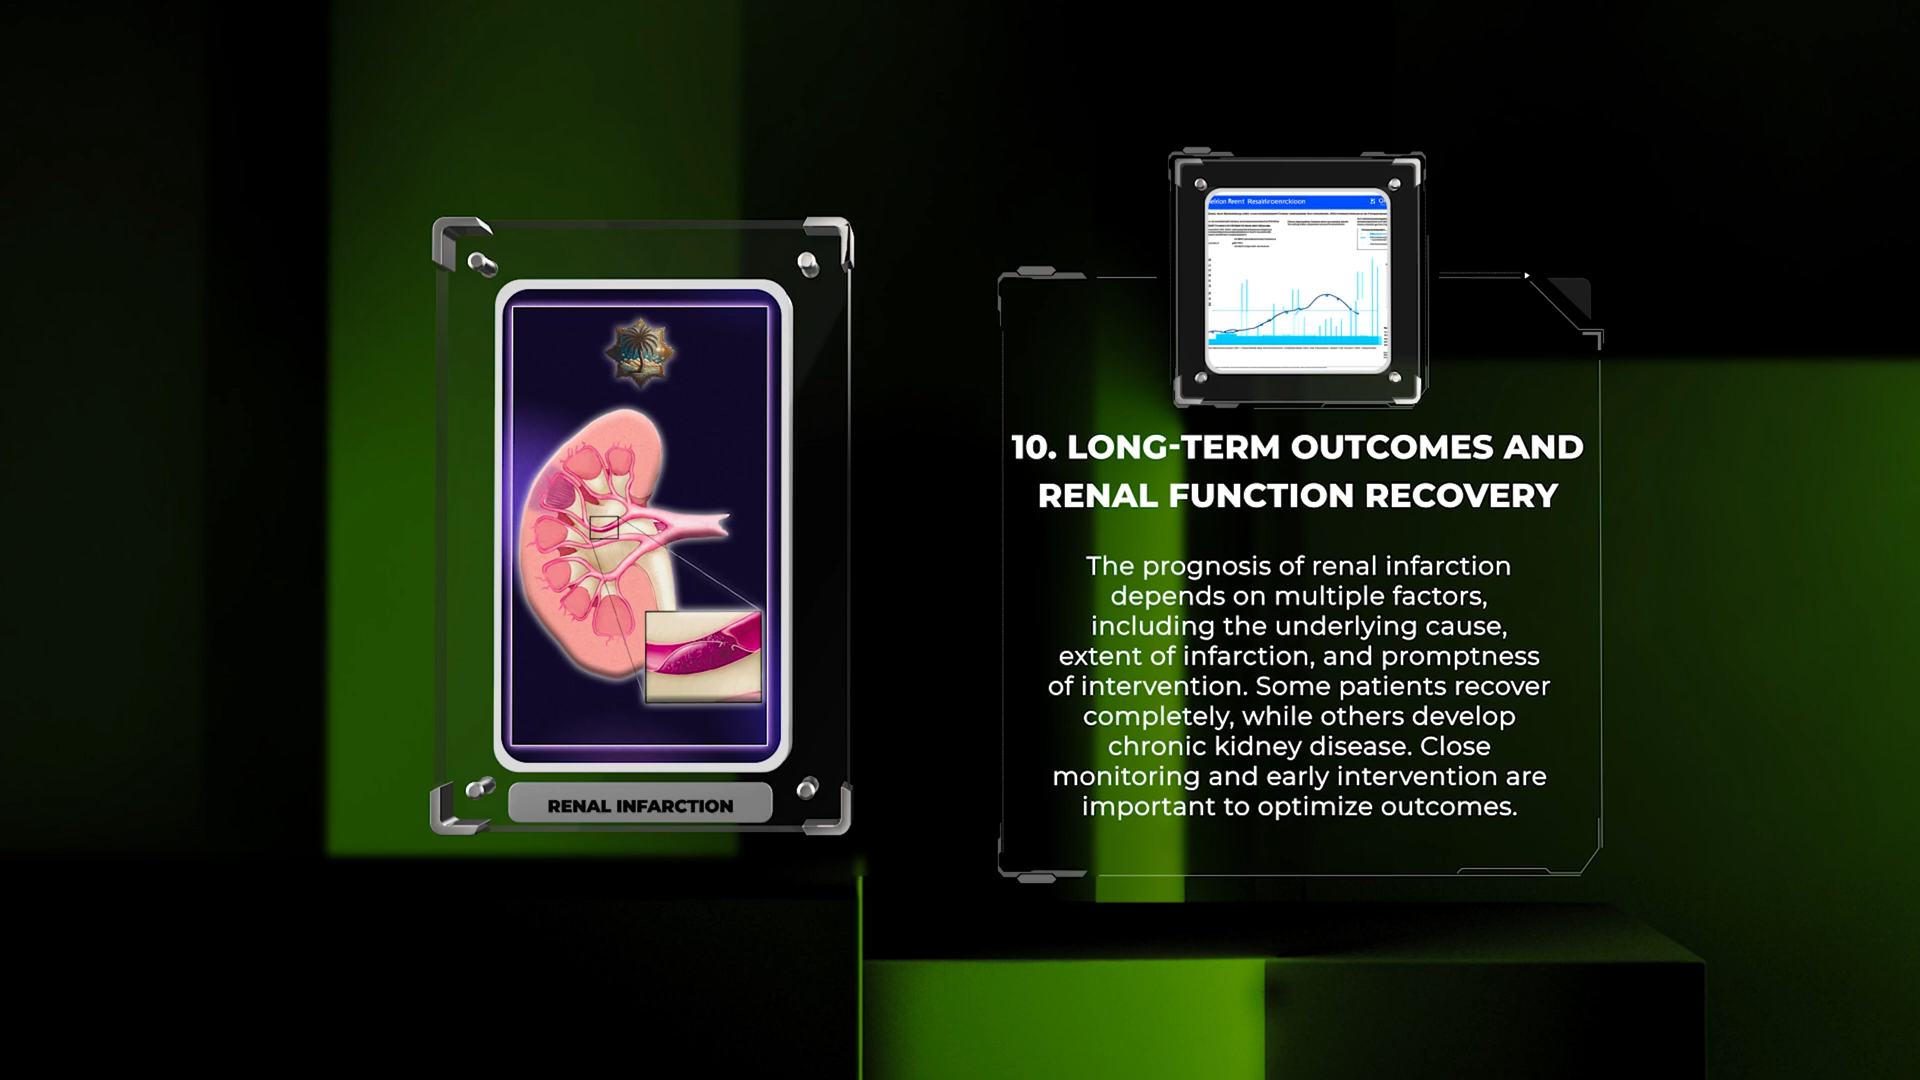 RENAL INFARCTION
10. LONG-TERM OUTCOMES AND
RENAL FUNCTION RECOVERY
The prognosis of renal infarction
depends on multiple factors,
including the underlying cause,
extent of infarction, and promptness
of intervention. Some patients recover
completely, while others develop
chronic kidney disease. Close
monitoring and early intervention are
important to optimize outcomes.